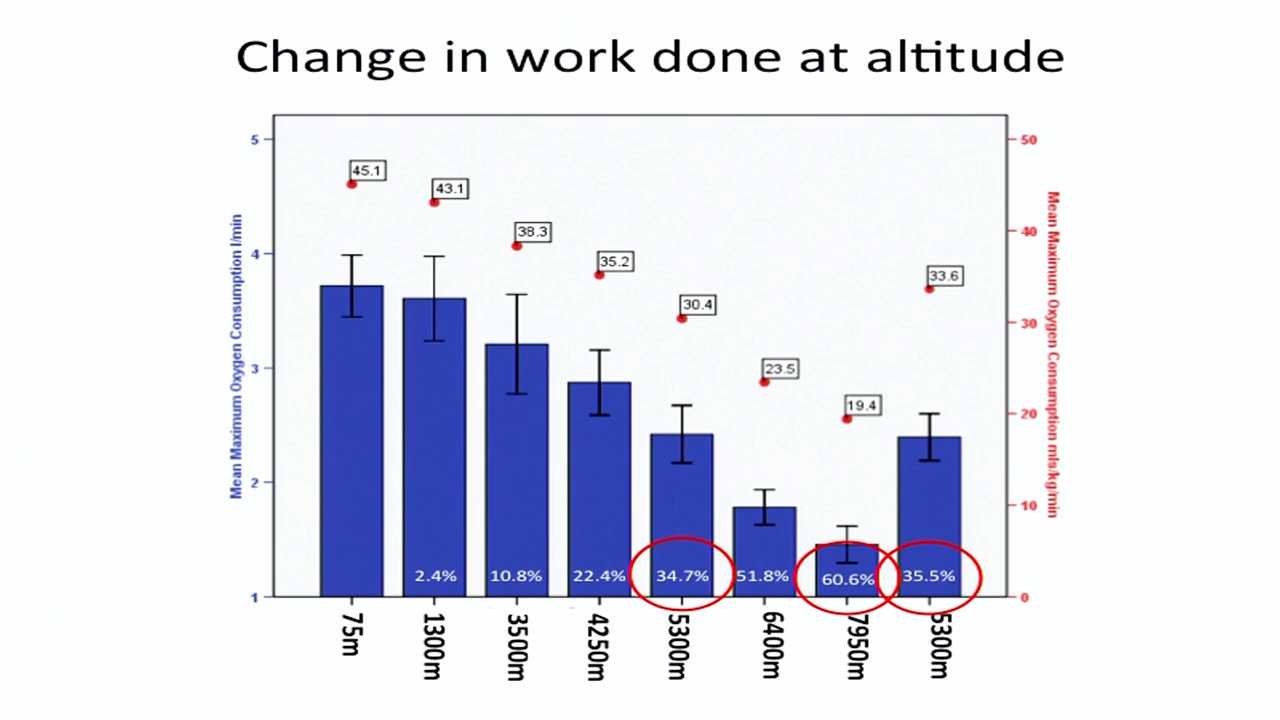 Change in work done at altitude
Mean Maximum Oxygen Consumption l/min
5
4
3
2
1
45.1
43.1
38.3
35.2
30.4
23.5
19.4
33.6
2.4%
10.8%
22.4%
34.7%
51.8%
60.6%
35.5%
50
40
30
20
10
0
Mean Maximum Oxygen Consumption mls/kg/min
75m
1300m
3500m
4250m
5300m
6400m
7950m
5300m